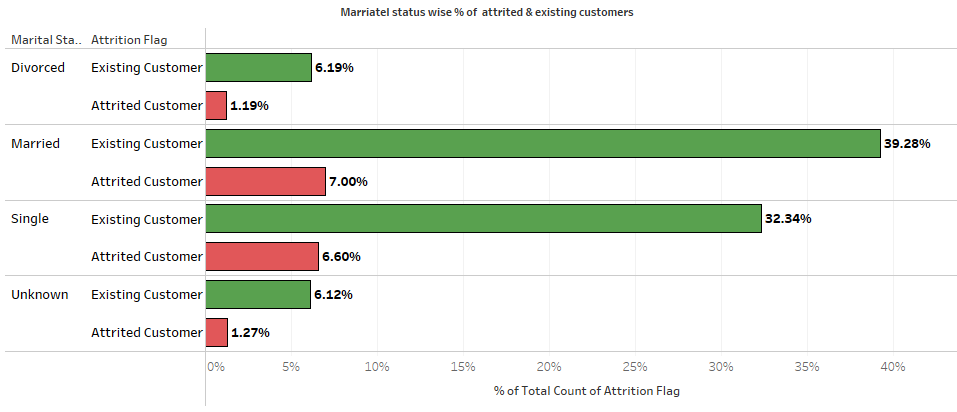 Marriatel status wise % of  attrited & existing customers
Marital Sta.. Attrition Flag
Divorced Existing Customer 6.19%
Attrited Customer 1.19%
Married Existing Customer 39.28%
Attrited Customer 7.00%
Single Existing Customer 32.34%
Attrited Customer 6.60%
Unknown Existing Customer 6.12%
Attrited Customer 1.27%
0% 5% 10% 15% 20% 25% 30% 35% 40%
% of Total Count of Attrition Flag